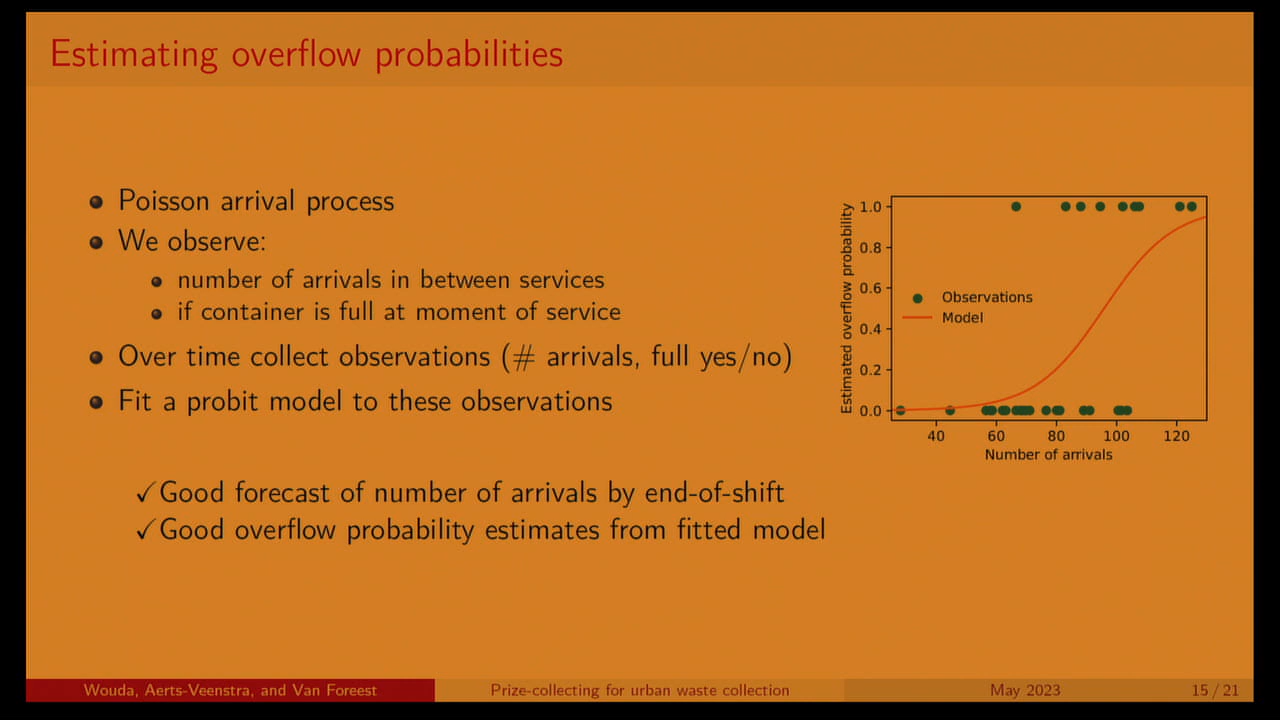 Estimating overflow probabilities
Poisson arrival process
We observe:
number of arrivals in between services
if container is full at moment of service
Over time collect observations (# arrivals, full yes/no)
Fit a probit model to these observations
✓Good forecast of number of arrivals by end-of-shift
✓Good overflow probability estimates from fitted model
Estimated overflow probability
1.0
0.8
0.6
0.4
0.2
0.0
Observations
Model
40 60 80 100 120
Number of arrivals
Wouda, Aerts-Veenstra, and Van Foreest Prize-collecting for urban waste collection May 2023 15 / 21